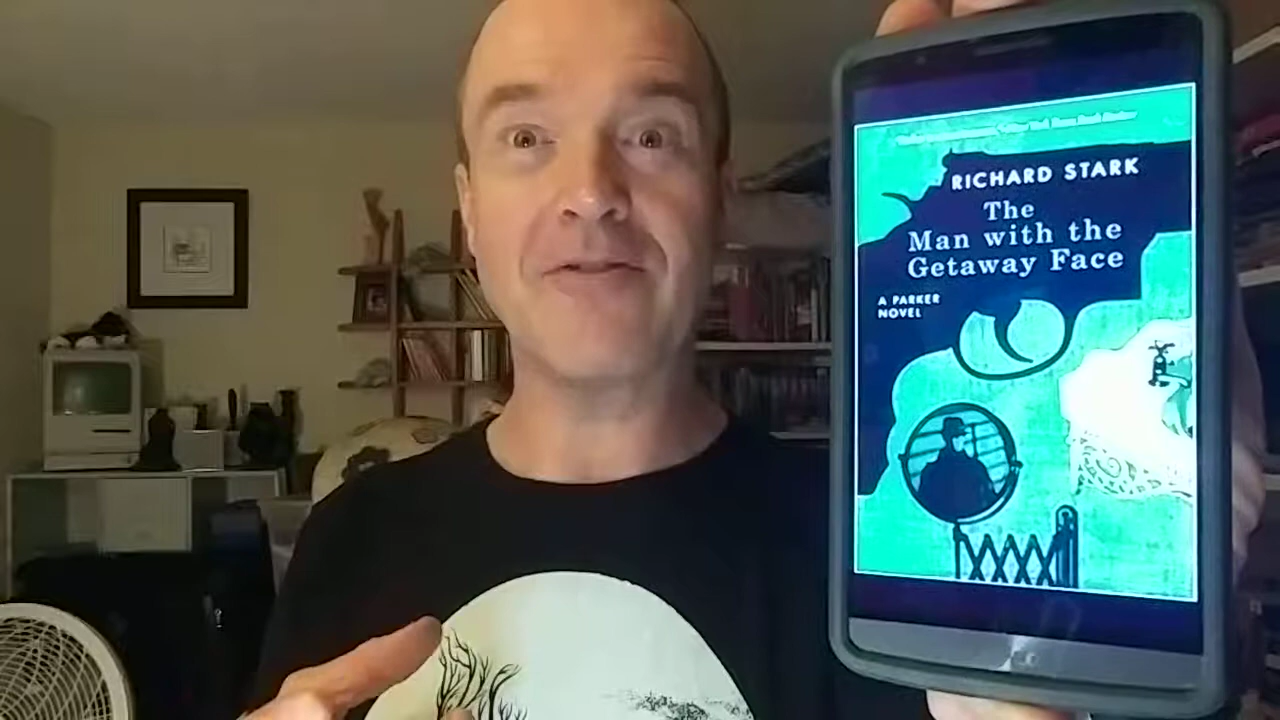 RICHARD STARK
The
Man with the
Getaway Face
A PARKER
NOVEL